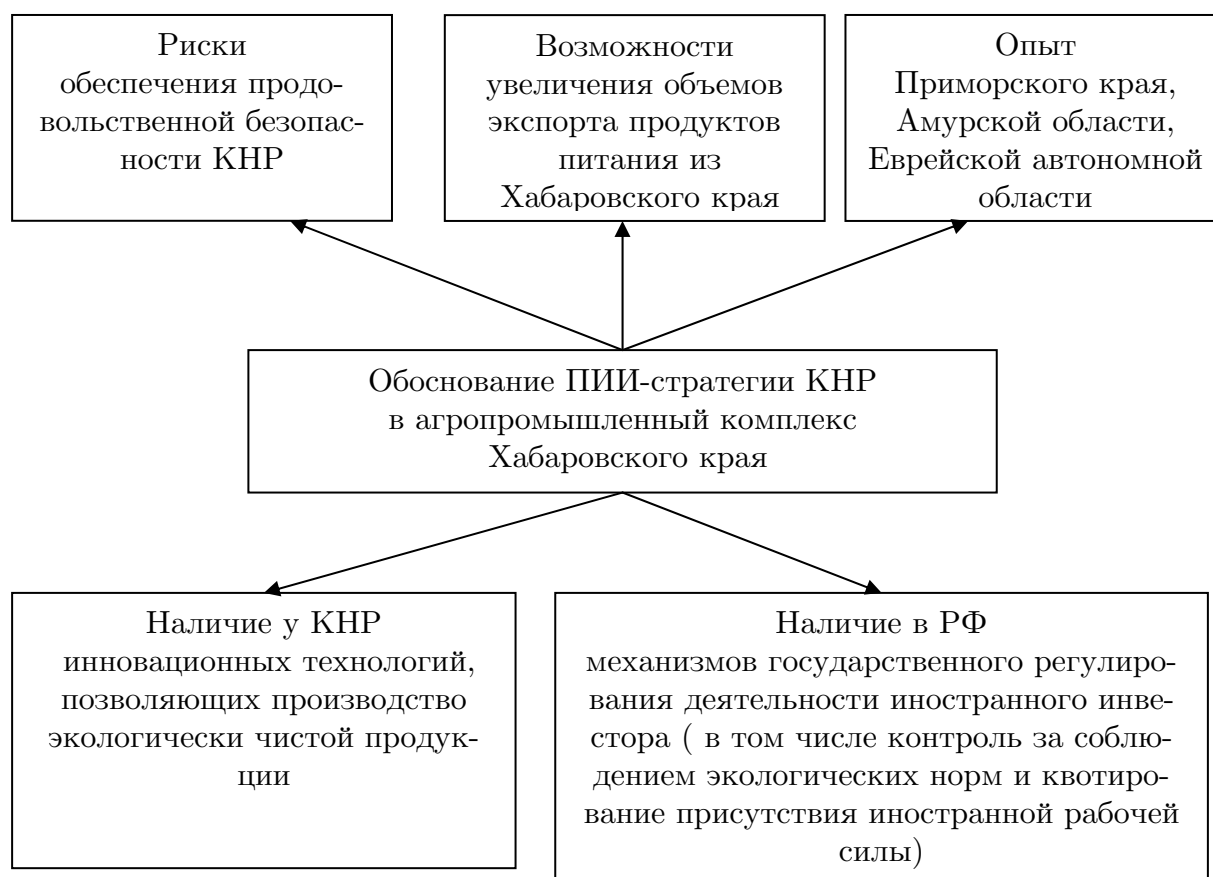 Риски
обеспечения продо-
вольственной безопас-
ности КНР
Возможности
увеличения объемов
экспорта продуктов
питания из
Хабаровского края
Опыт
Приморского края,
Амурской области,
Еврейской автономной
области
Обоснование ПИИ-стратегии КНР
в агропромышленный комплекс
Хабаровского края
Наличие у КНР
инновационных технологий,
позволяющих производство
экологически чистой продук-
ции
Наличие в РФ
механизмов государственного регулиро-
вания деятельности иностранного инве-
стора ( в том числе контроль за соблю-
дением экологических норм и квотиро-
вание присутствия иностранной рабочей
силы)